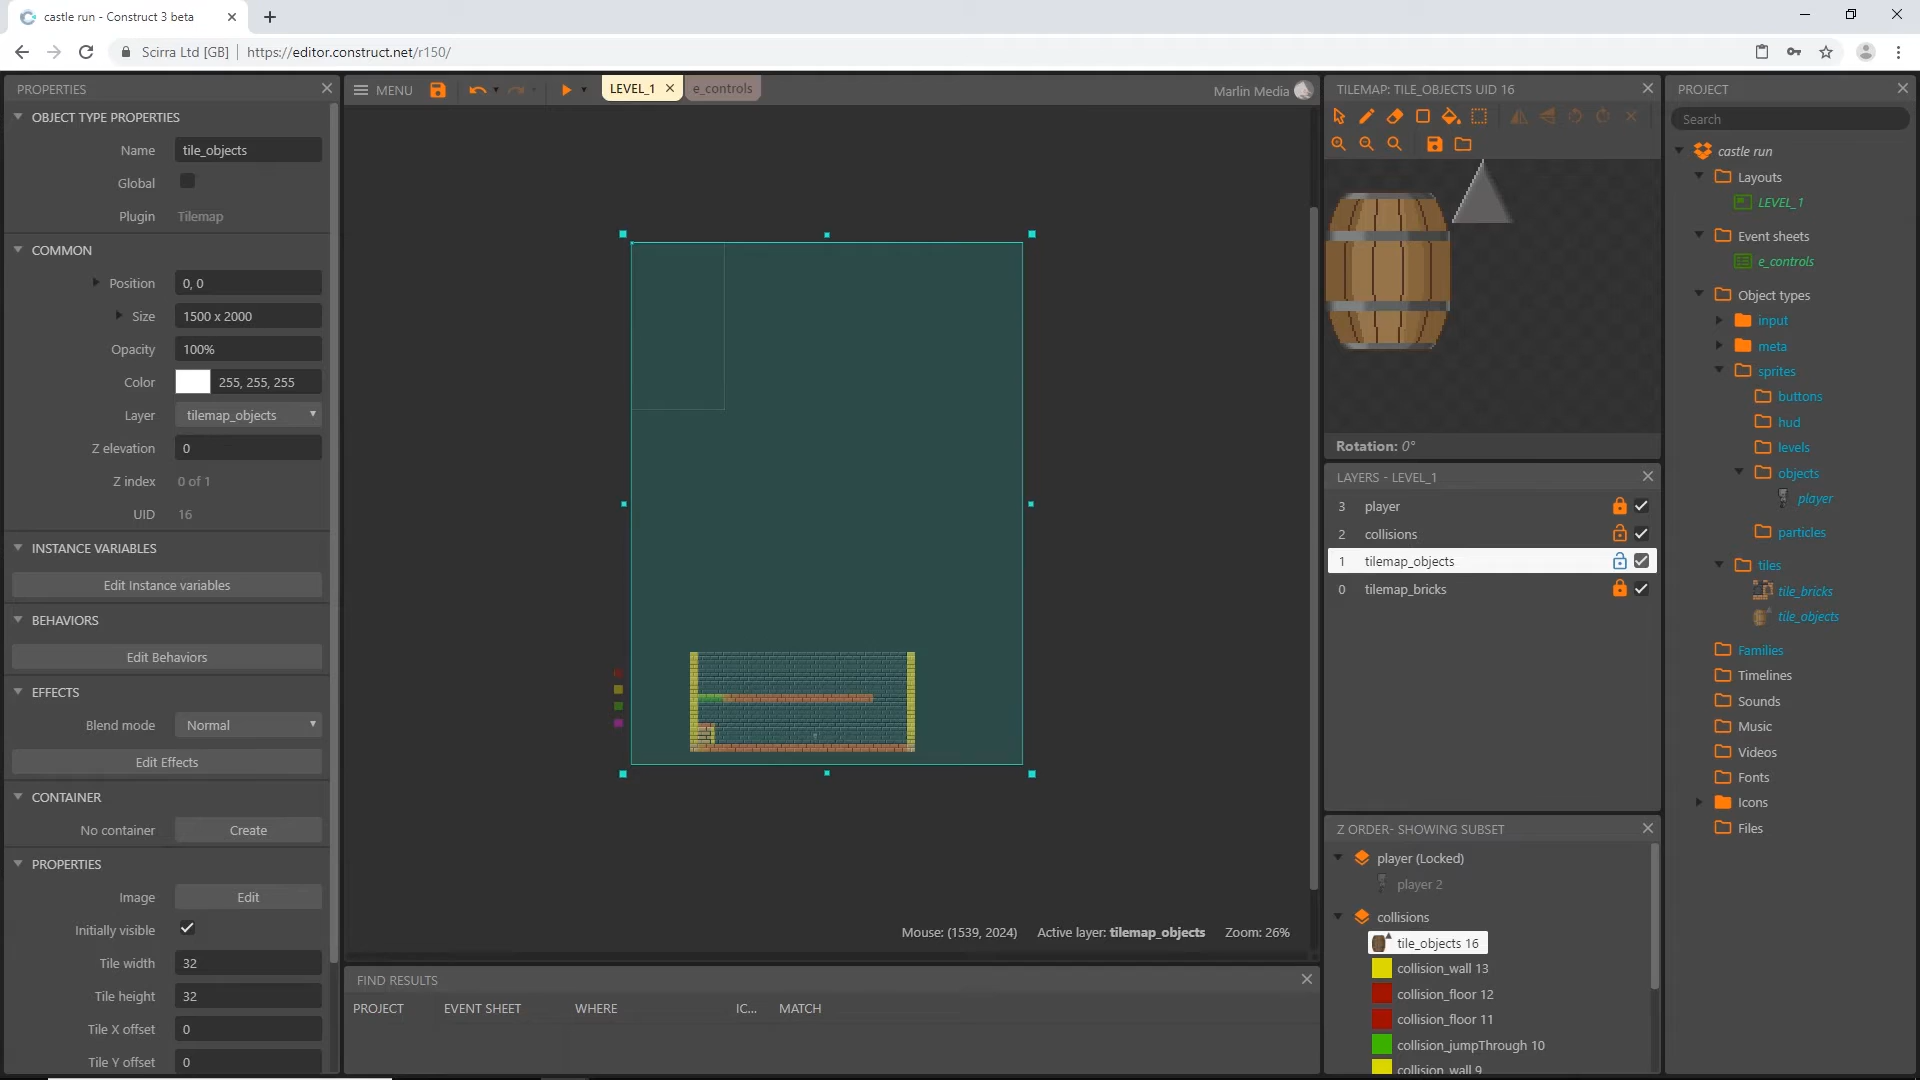 castle run - Construct 3 beta
Scirra Ltd [GB] | https://editor.construct.net/r150/
PROPERTIES
OBJECT TYPE PROPERTIES
Name tile_objects
Global
Plugin Tilemap
COMMON
Position 0, 0
Size 1500 x 2000
Opacity 100%
Color 255, 255, 255
Layer tilemap_objects
Z elevation 0
Z index 0 of 1
UID 16
INSTANCE VARIABLES
Edit Instance variables
BEHAVIORS
Edit Behaviors
EFFECTS
Blend mode Normal
Edit Effects
CONTAINER
No container Create
PROPERTIES
Image Edit
Initially visible
Tile width 32
Tile height 32
Tile X offset 0
Tile Y offset 0
MENU
LEVEL_1
e_controls
Marlin Media
Mouse: (1539, 2024) Active layer: tilemap_objects Zoom: 26%
FIND RESULTS
PROJECT EVENT SHEET WHERE IC... MATCH
TILEMAP: TILE_OBJECTS UID 16
Rotation: 0°
LAYERS - LEVEL_1
3 player
2 collisions
1 tilemap_objects
0 tilemap_bricks
Z ORDER- SHOWING SUBSET
player (Locked)
player 2
collisions
tile_objects 16
collision_wall 13
collision_floor 12
collision_floor 11
collision_jumpThrough 10
collision_wall 9
PROJECT
Search
castle run
Layouts
LEVEL_1
Event sheets
e_controls
Object types
input
meta
sprites
buttons
hud
levels
objects
player
particles
tiles
tile_bricks
tile_objects
Families
Timelines
Sounds
Music
Videos
Fonts
Icons
Files